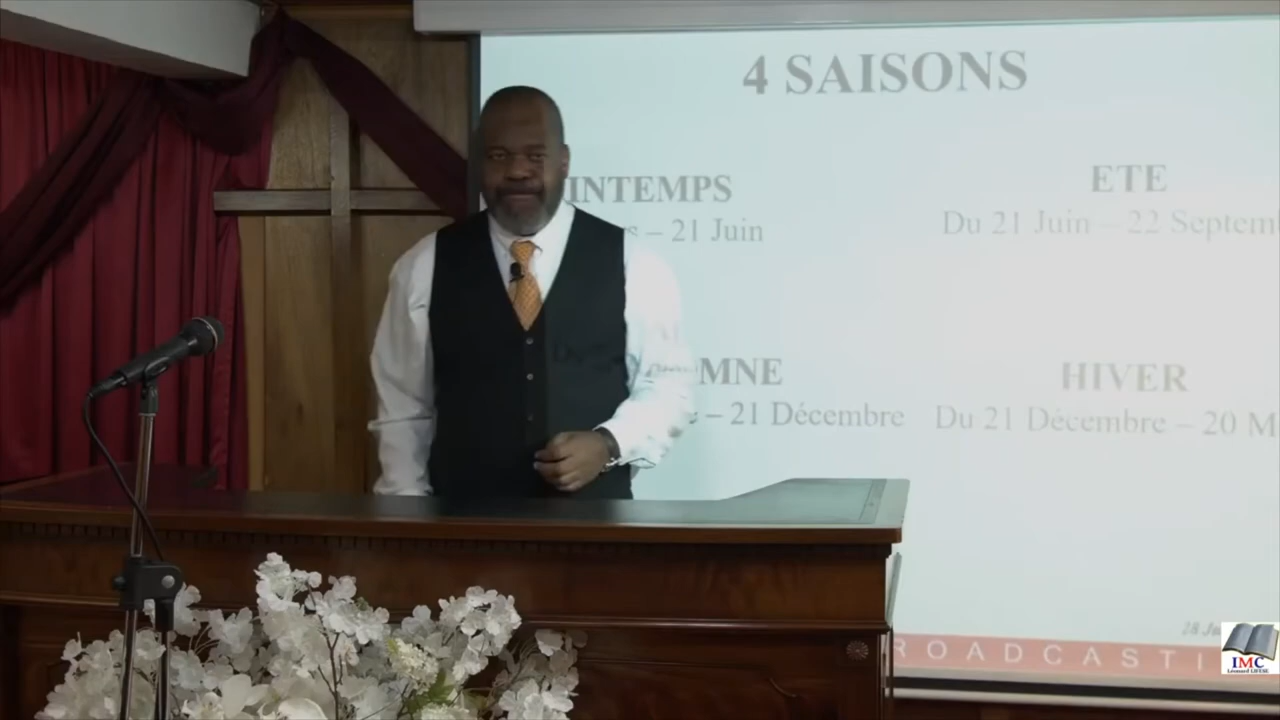 4 SAISONS
INTEMPS
ETE
– 21 Juin
Du 21 Juin – 22 Septem
MNE
HIVER
– 21 Décembre
Du 21 Décembre – 20 M
ROADCASTI
IMC